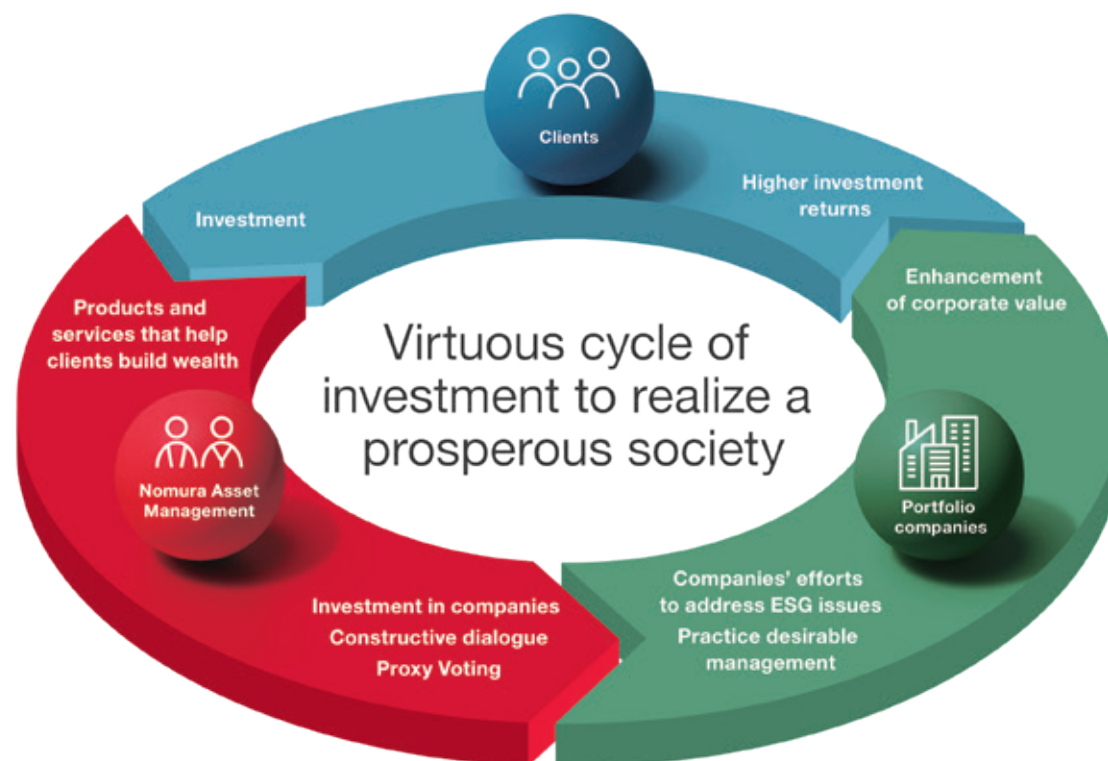 Clients
Higher investment
returns
Investment
Enhancement
of corporate value
Products and
services that help
clients build wealth
Virtuous cycle of
investment to realize a
prosperous society
Nomura Asset
Management
Portfolio
companies
Investment in companies
Constructive dialogue
Proxy Voting
Companies’ efforts
to address ESG issues
Practice desirable
management